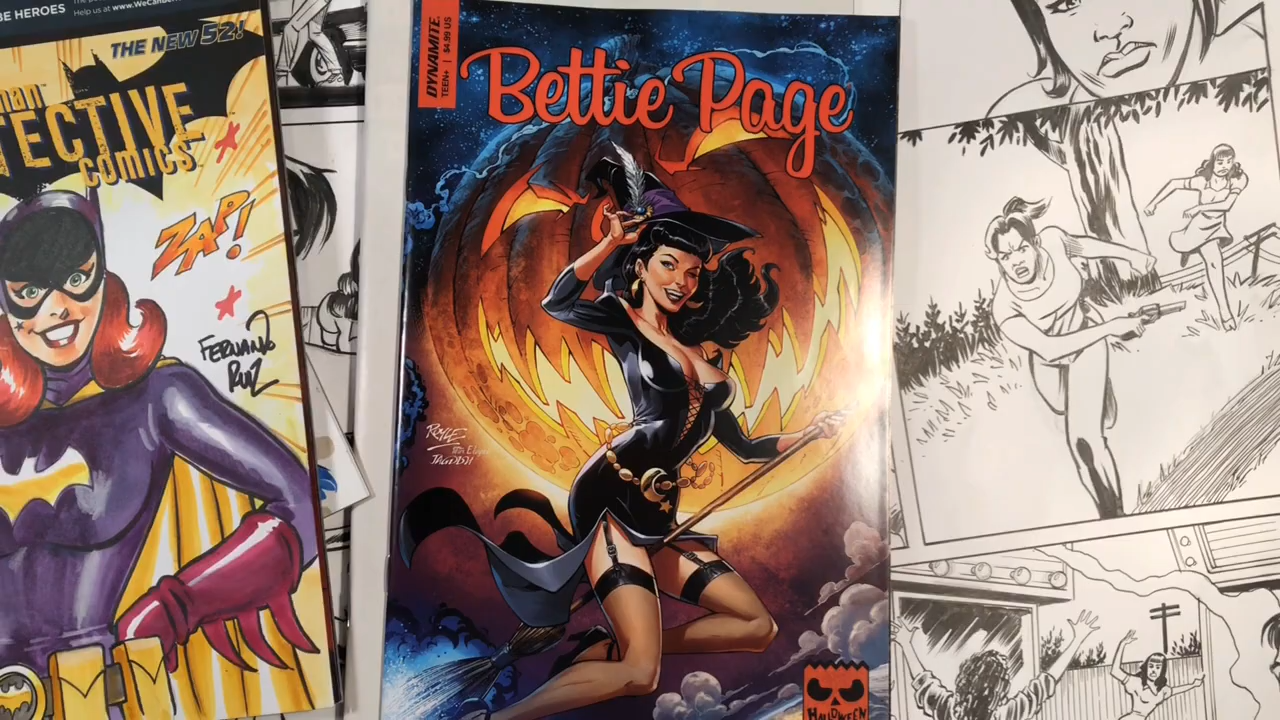 BE HEROES
Help us at www.WeCanBe
THE NEW 52!
TECTIVE
COMICS
ZAP!
FERNANDO
RUIZ
DYNAMITE
TEEN+ | $4.99 US
Bettie Page
ROYLE
JAGDISH
HALLOWEEN